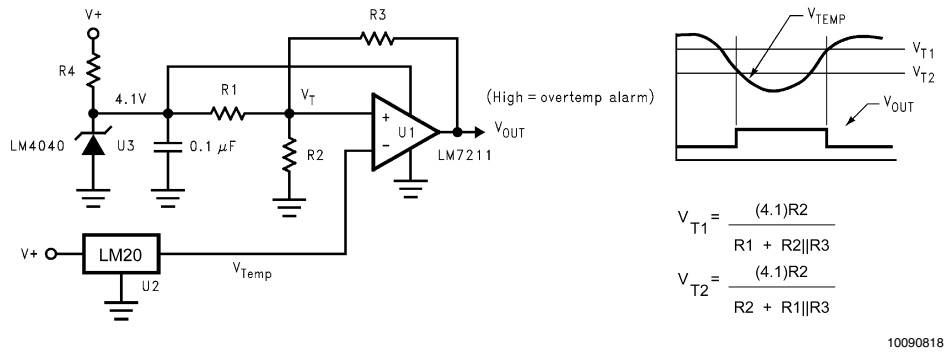 V+
R3
R4
4.1V
R1
V_T
(High = overtemp alarm)
+
U1
V_OUT
LM4040
U3
0.1 μF
R2
−
LM7211
V+
LM20
U2
V_Temp
V_TEMP
V_T1
V_T2
V_OUT
V_T1 = (4.1)R2
R1 + R2||R3
V_T2 = (4.1)R2
R2 + R1||R3
10090818